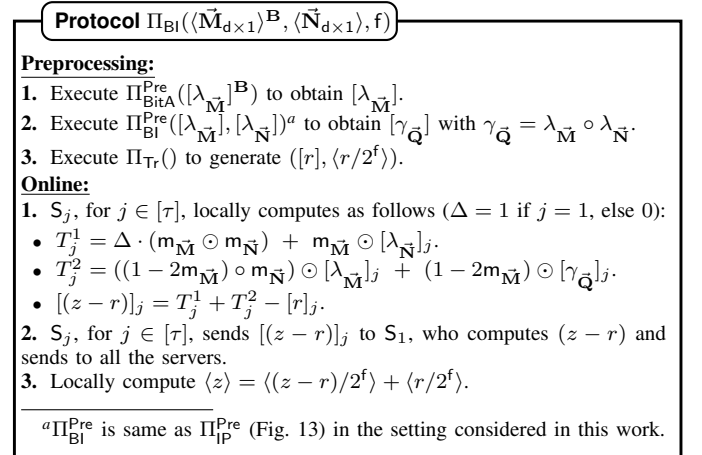 Protocol Π_BI(⟨M⃗_{d×1}⟩^B, ⟨N⃗_{d×1}⟩, f)
Preprocessing:
1. Execute Π^Pre_BitA([λ_M⃗]^B) to obtain [λ_M⃗].
2. Execute Π^Pre_BI([λ_M⃗], [λ_N⃗])^a to obtain [γ_Q⃗] with γ_Q⃗ = λ_M⃗ ∘ λ_N⃗.
3. Execute Π_Tr() to generate ([r], ⟨r/2^f⟩).
Online:
1. S_j, for j ∈ [τ], locally computes as follows (Δ = 1 if j = 1, else 0):
• T^1_j = Δ · (m_M⃗ ⊙ m_N⃗) + m_M⃗ ⊙ [λ_N⃗]_j.
• T^2_j = ((1 − 2m_M⃗) ∘ m_N⃗) ⊙ [λ_M⃗]_j + (1 − 2m_M⃗) ⊙ [γ_Q⃗]_j.
• [(z − r)]_j = T^1_j + T^2_j − [r]_j.
2. S_j, for j ∈ [τ], sends [(z − r)]_j to S_1, who computes (z − r) and
sends to all the servers.
3. Locally compute ⟨z⟩ = ⟨(z − r)/2^f⟩ + ⟨r/2^f⟩.
^aΠ^Pre_BI is same as Π^Pre_IP (Fig. 13) in the setting considered in this work.